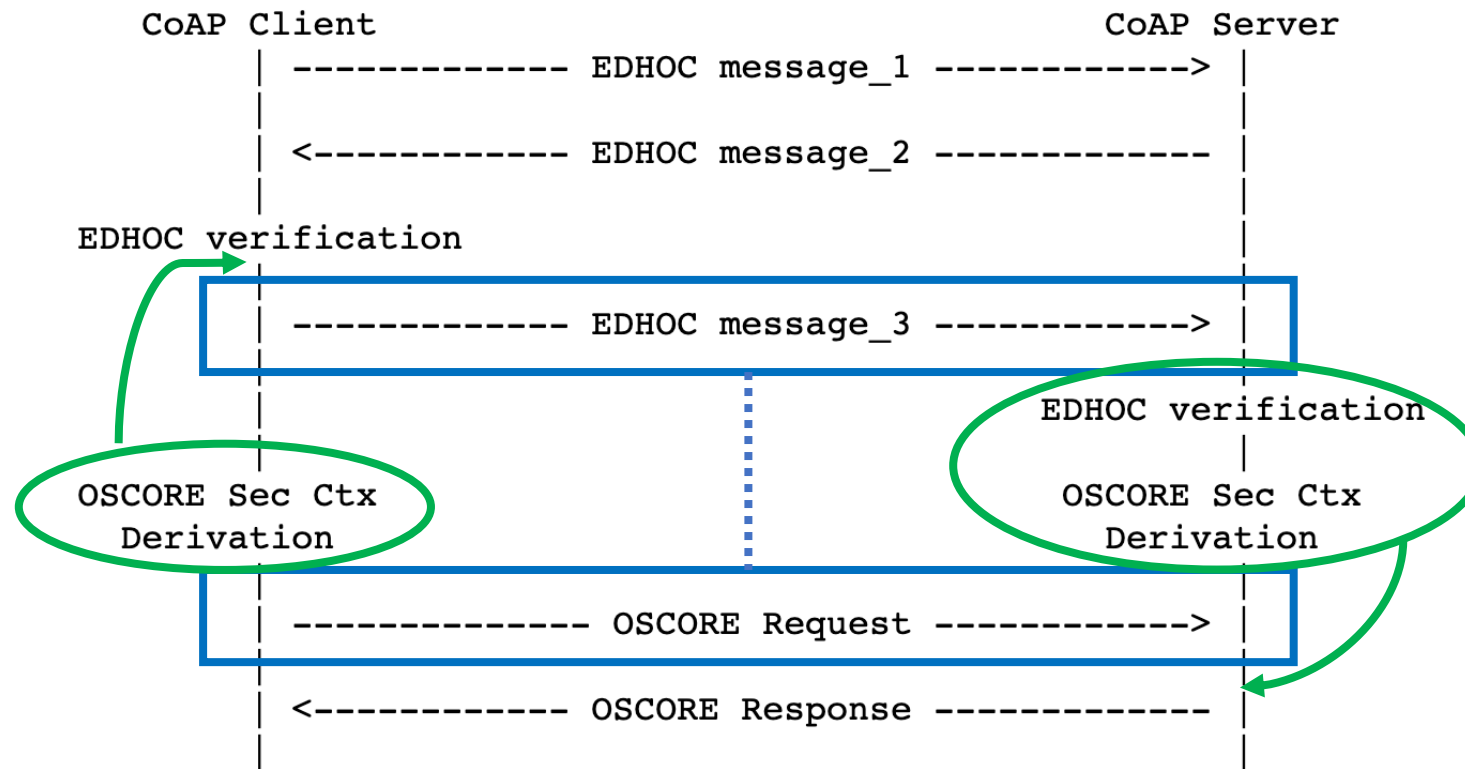 CoAP Client CoAP Server
------------- EDHOC message_1 ------------>
<------------ EDHOC message_2 -------------
EDHOC verification
------------- EDHOC message_3 ------------>
EDHOC verification
OSCORE Sec Ctx OSCORE Sec Ctx
Derivation Derivation
-------------- OSCORE Request ------------>
<------------ OSCORE Response -------------